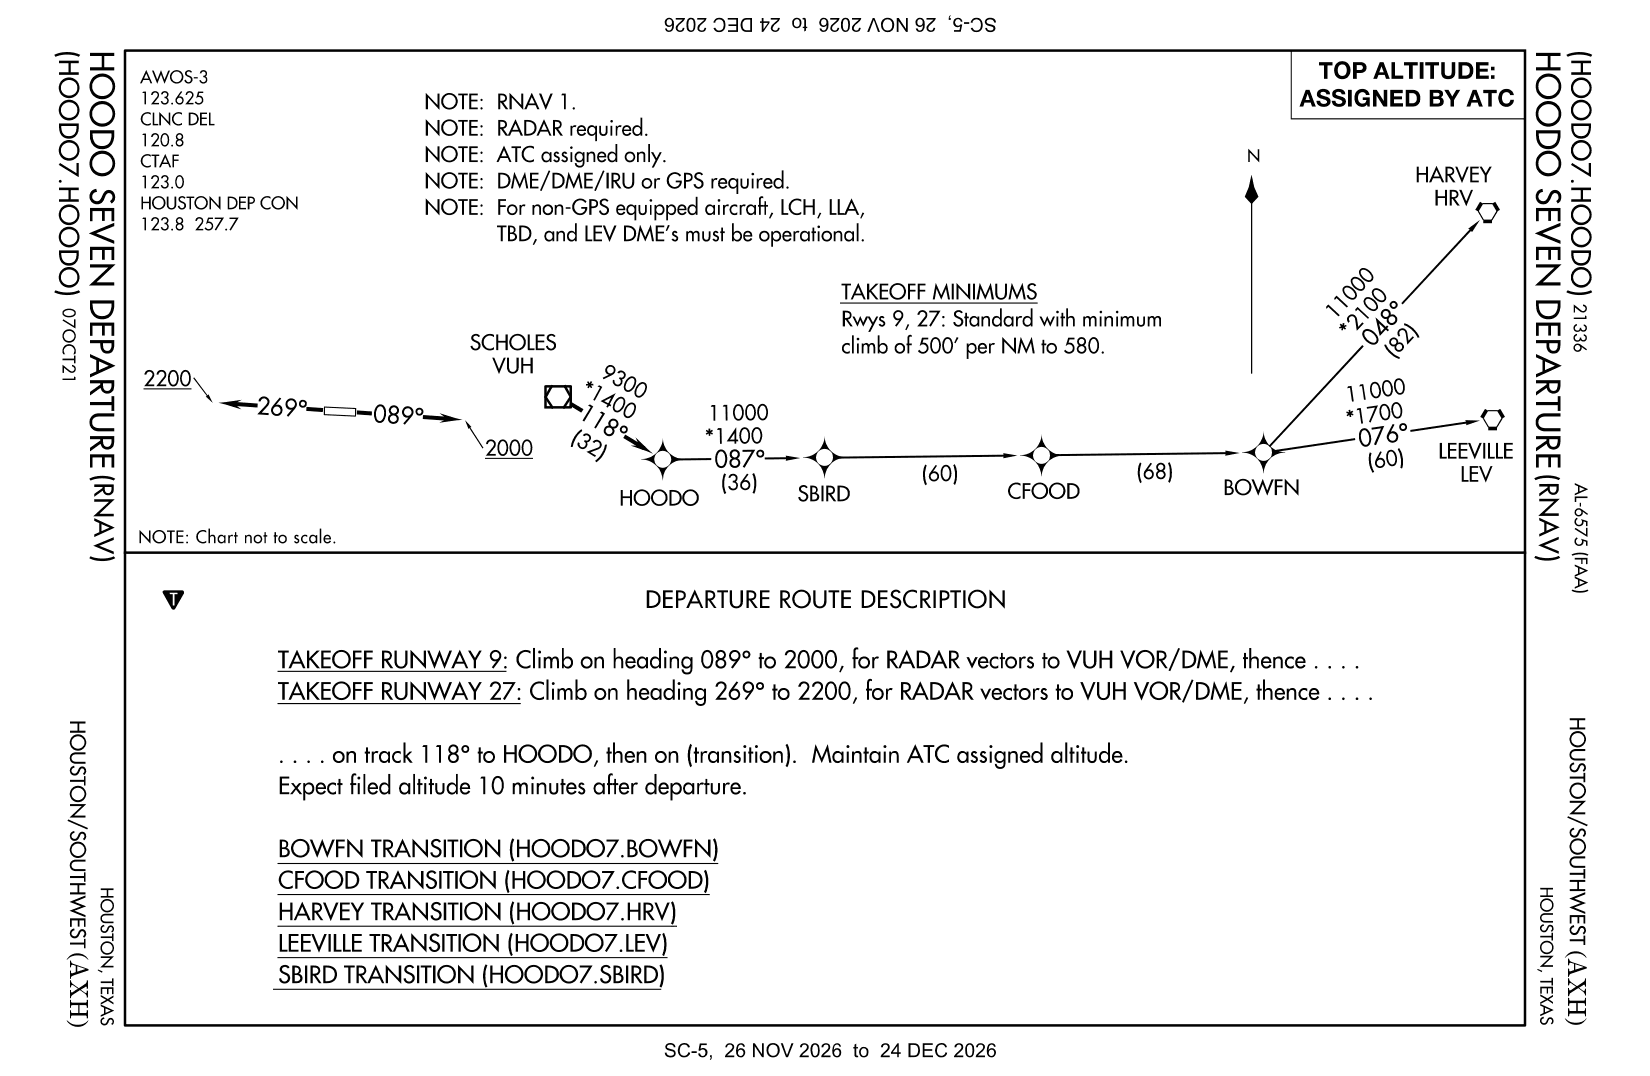 SC-5, 26 NOV 2026 to 24 DEC 2026
(HOODO7.HOODO) 07OCT21
HOODO SEVEN DEPARTURE (RNAV)
HOUSTON/SOUTHWEST (AXH)
HOUSTON, TEXAS
AWOS-3
123.625
CLNC DEL
120.8
CTAF
123.0
HOUSTON DEP CON
123.8 257.7
NOTE: RNAV 1.
NOTE: RADAR required.
NOTE: ATC assigned only.
NOTE: DME/DME/IRU or GPS required.
NOTE: For non-GPS equipped aircraft, LCH, LLA,
TBD, and LEV DME's must be operational.
TOP ALTITUDE:
ASSIGNED BY ATC
N
TAKEOFF MINIMUMS
Rwys 9, 27: Standard with minimum
climb of 500' per NM to 580.
2200
269°
089°
2000
SCHOLES
VUH
9300
*1400
118°
(32)
HOODO
11000
*1400
087°
(36)
SBIRD
(60)
CFOOD
(68)
BOWFN
11000
*2100
048°
(82)
HARVEY
HRV
11000
*1700
076°
(60)
LEEVILLE
LEV
NOTE: Chart not to scale.
T
DEPARTURE ROUTE DESCRIPTION
TAKEOFF RUNWAY 9: Climb on heading 089° to 2000, for RADAR vectors to VUH VOR/DME, thence . . . .
TAKEOFF RUNWAY 27: Climb on heading 269° to 2200, for RADAR vectors to VUH VOR/DME, thence . . . .
. . . . on track 118° to HOODO, then on (transition). Maintain ATC assigned altitude.
Expect filed altitude 10 minutes after departure.
BOWFN TRANSITION (HOODO7.BOWFN)
CFOOD TRANSITION (HOODO7.CFOOD)
HARVEY TRANSITION (HOODO7.HRV)
LEEVILLE TRANSITION (HOODO7.LEV)
SBIRD TRANSITION (HOODO7.SBIRD)
(HOODO7.HOODO) 21336
HOODO SEVEN DEPARTURE (RNAV)
AL-6575 (FAA)
HOUSTON/SOUTHWEST (AXH)
HOUSTON, TEXAS
SC-5, 26 NOV 2026 to 24 DEC 2026